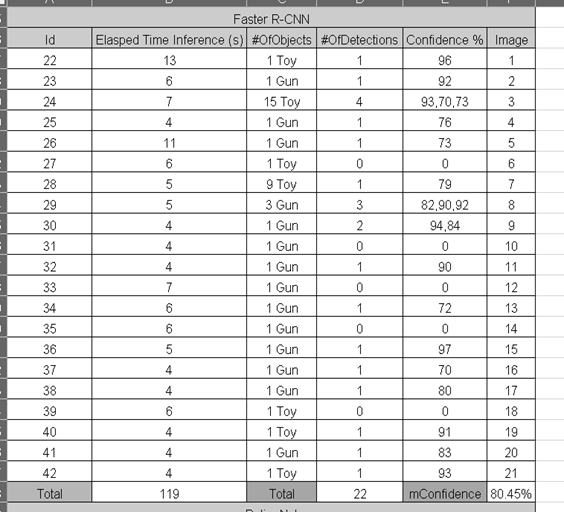 Faster R-CNN
Id Elasped Time Inference (s) #OfObjects #OfDetections Confidence % Image
22 13 1 Toy 1 96 1
23 6 1 Gun 1 92 2
24 7 15 Toy 4 93,70,73 3
25 4 1 Gun 1 76 4
26 11 1 Gun 1 73 5
27 6 1 Toy 0 0 6
28 5 9 Toy 1 79 7
29 5 3 Gun 3 82,90,92 8
30 4 1 Gun 2 94,84 9
31 4 1 Gun 0 0 10
32 4 1 Gun 1 90 11
33 7 1 Gun 0 0 12
34 6 1 Gun 1 72 13
35 6 1 Gun 0 0 14
36 5 1 Gun 1 97 15
37 4 1 Gun 1 70 16
38 4 1 Gun 1 80 17
39 6 1 Toy 0 0 18
40 4 1 Toy 1 91 19
41 4 1 Gun 1 83 20
42 4 1 Toy 1 93 21
Total 119 Total 22 mConfidence 80.45%